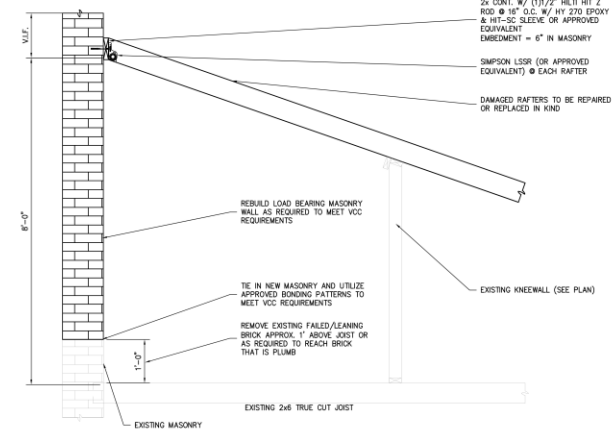 2x CONT. W/ (1)1/2" HILTI HIT Z
ROD @ 16" O.C. W/ HY 270 EPOXY
& HIT-SC SLEEVE OR APPROVED
EQUIVALENT)
EMBEDMENT = 6" IN MASONRY
SIMPSON LSSR (OR APPROVED
EQUIVALENT) @ EACH RAFTER
DAMAGED RAFTERS TO BE REPAIRED
OR REPLACED IN KIND
V.I.F.
8'-0"
REBUILD LOAD BEARING MASONRY
WALL AS REQUIRED TO MEET VCC
REQUIREMENTS
EXISTING KNEEWALL (SEE PLAN)
TIE IN NEW MASONRY AND UTILIZE
APPROVED BONDING PATTERNS TO
MEET VCC REQUIREMENTS
REMOVE EXISTING FAILED/LEANING
BRICK APPROX. 1' ABOVE JOIST OR
AS REQUIRED TO REACH BRICK
THAT IS PLUMB
1'-0"
EXISTING 2x6 TRUE CUT JOIST
EXISTING MASONRY